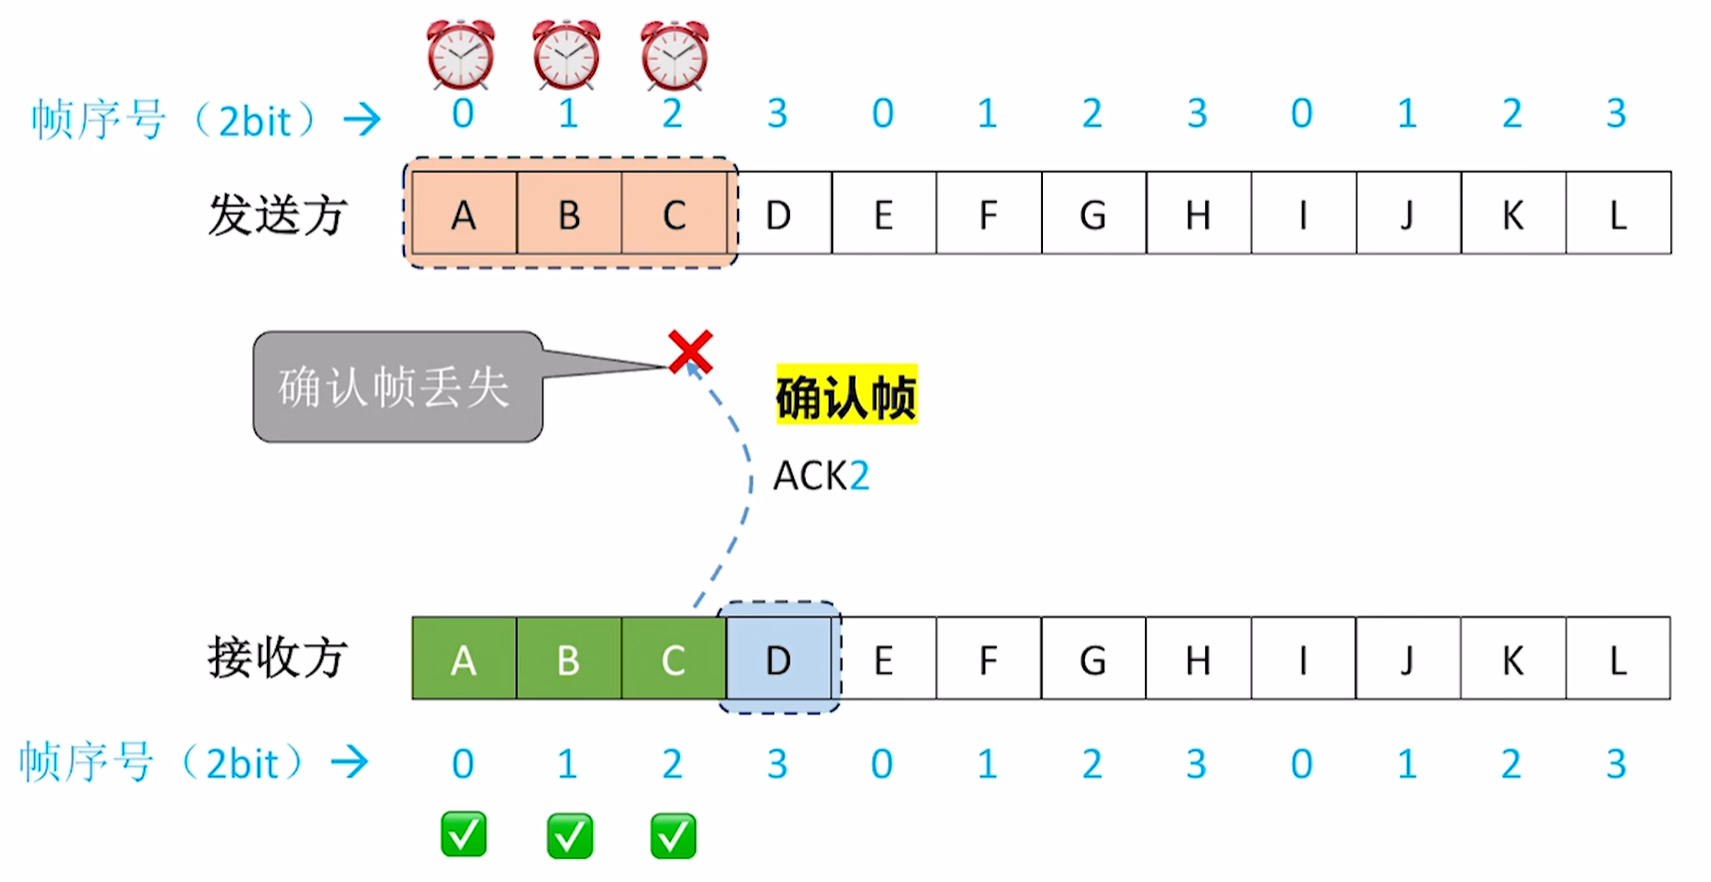 帧序号（2bit）→ 0 1 2 3 0 1 2 3 0 1 2 3
发送方 A B C D E F G H I J K L
确认帧丢失
确认帧
ACK2
接收方 A B C D E F G H I J K L
帧序号（2bit）→ 0 1 2 3 0 1 2 3 0 1 2 3